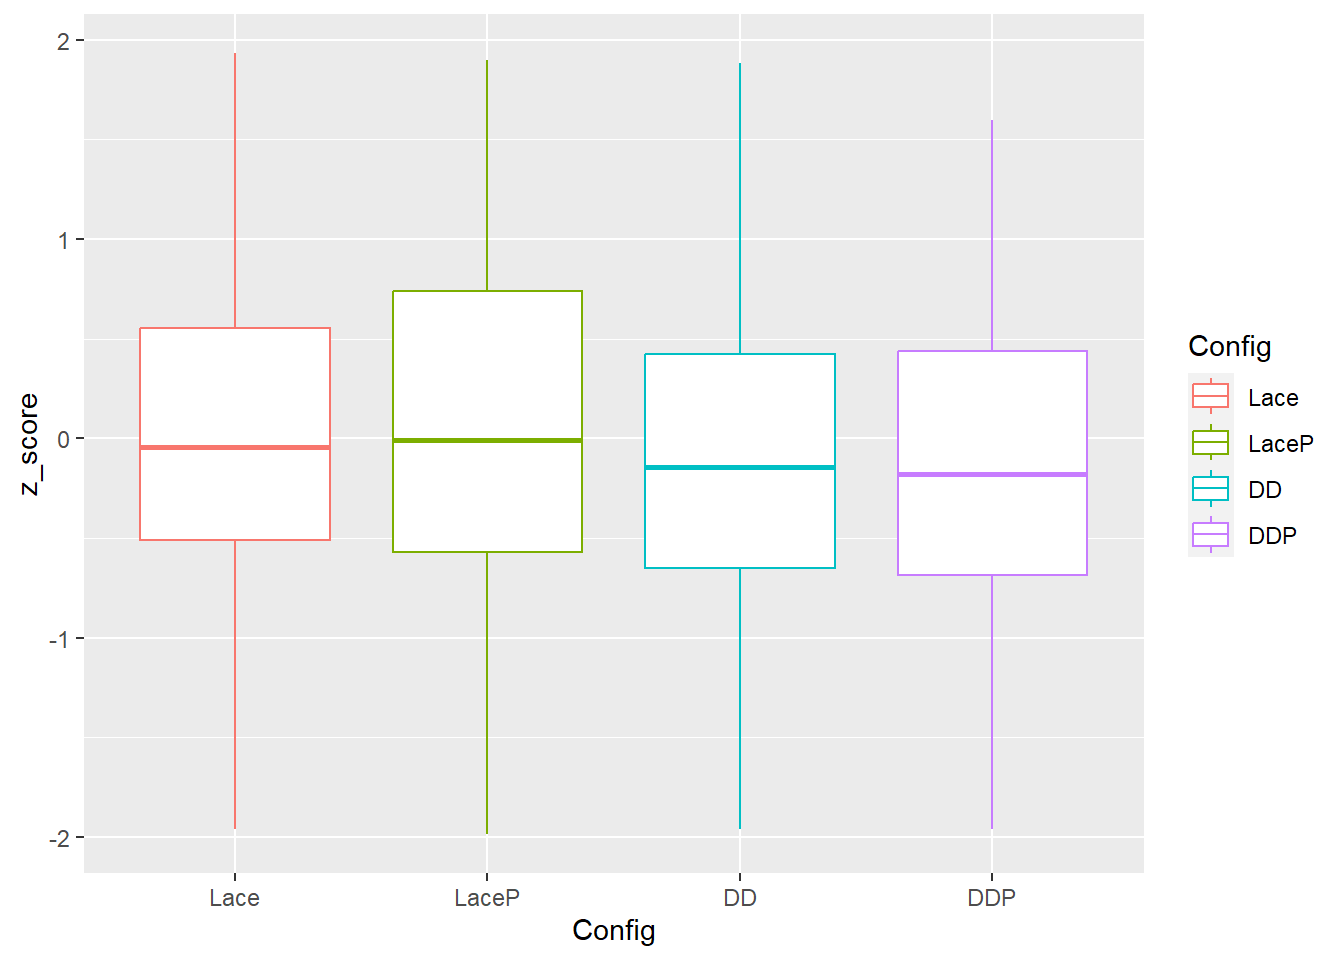 2
1
0
-1
-2
z_score
Lace
LaceP
DD
DDP
Config
Config
Lace
LaceP
DD
DDP